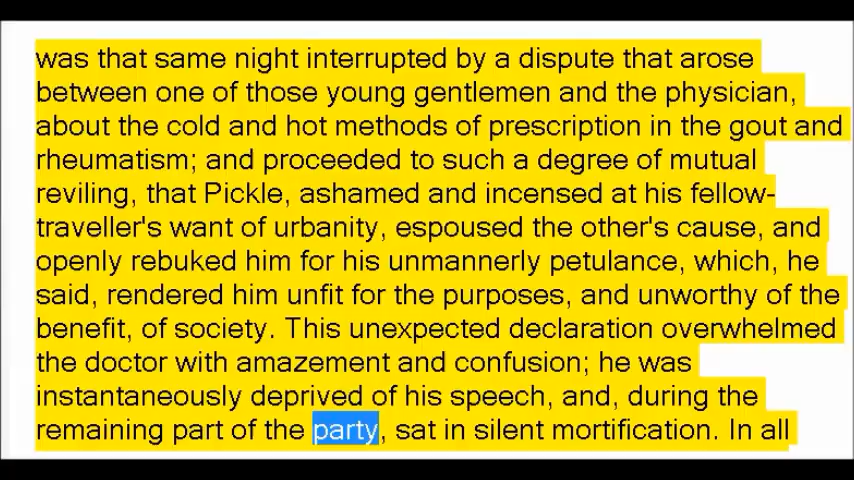 was that same night interrupted by a dispute that arose
between one of those young gentlemen and the physician,
about the cold and hot methods of prescription in the gout and
rheumatism; and proceeded to such a degree of mutual
reviling, that Pickle, ashamed and incensed at his fellow-
traveller's want of urbanity, espoused the other's cause, and
openly rebuked him for his unmannerly petulance, which, he
said, rendered him unfit for the purposes, and unworthy of the
benefit, of society. This unexpected declaration overwhelmed
the doctor with amazement and confusion; he was
instantaneously deprived of his speech, and, during the
remaining part of the party, sat in silent mortification. In all